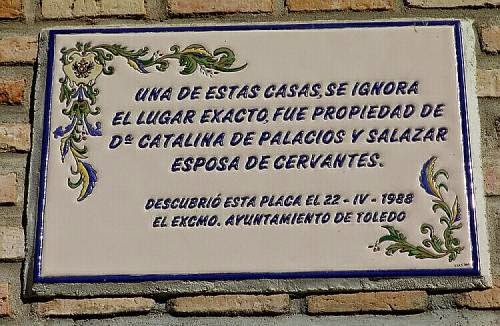 UNA DE ESTAS CASAS, SE IGNORA
EL LUGAR EXACTO, FUE PROPIEDAD DE
Dª CATALINA DE PALACIOS Y SALAZAR
ESPOSA DE CERVANTES.
DESCUBRIÓ ESTA PLACA EL 22 - IV - 1988
EL EXCMO. AYUNTAMIENTO DE TOLEDO